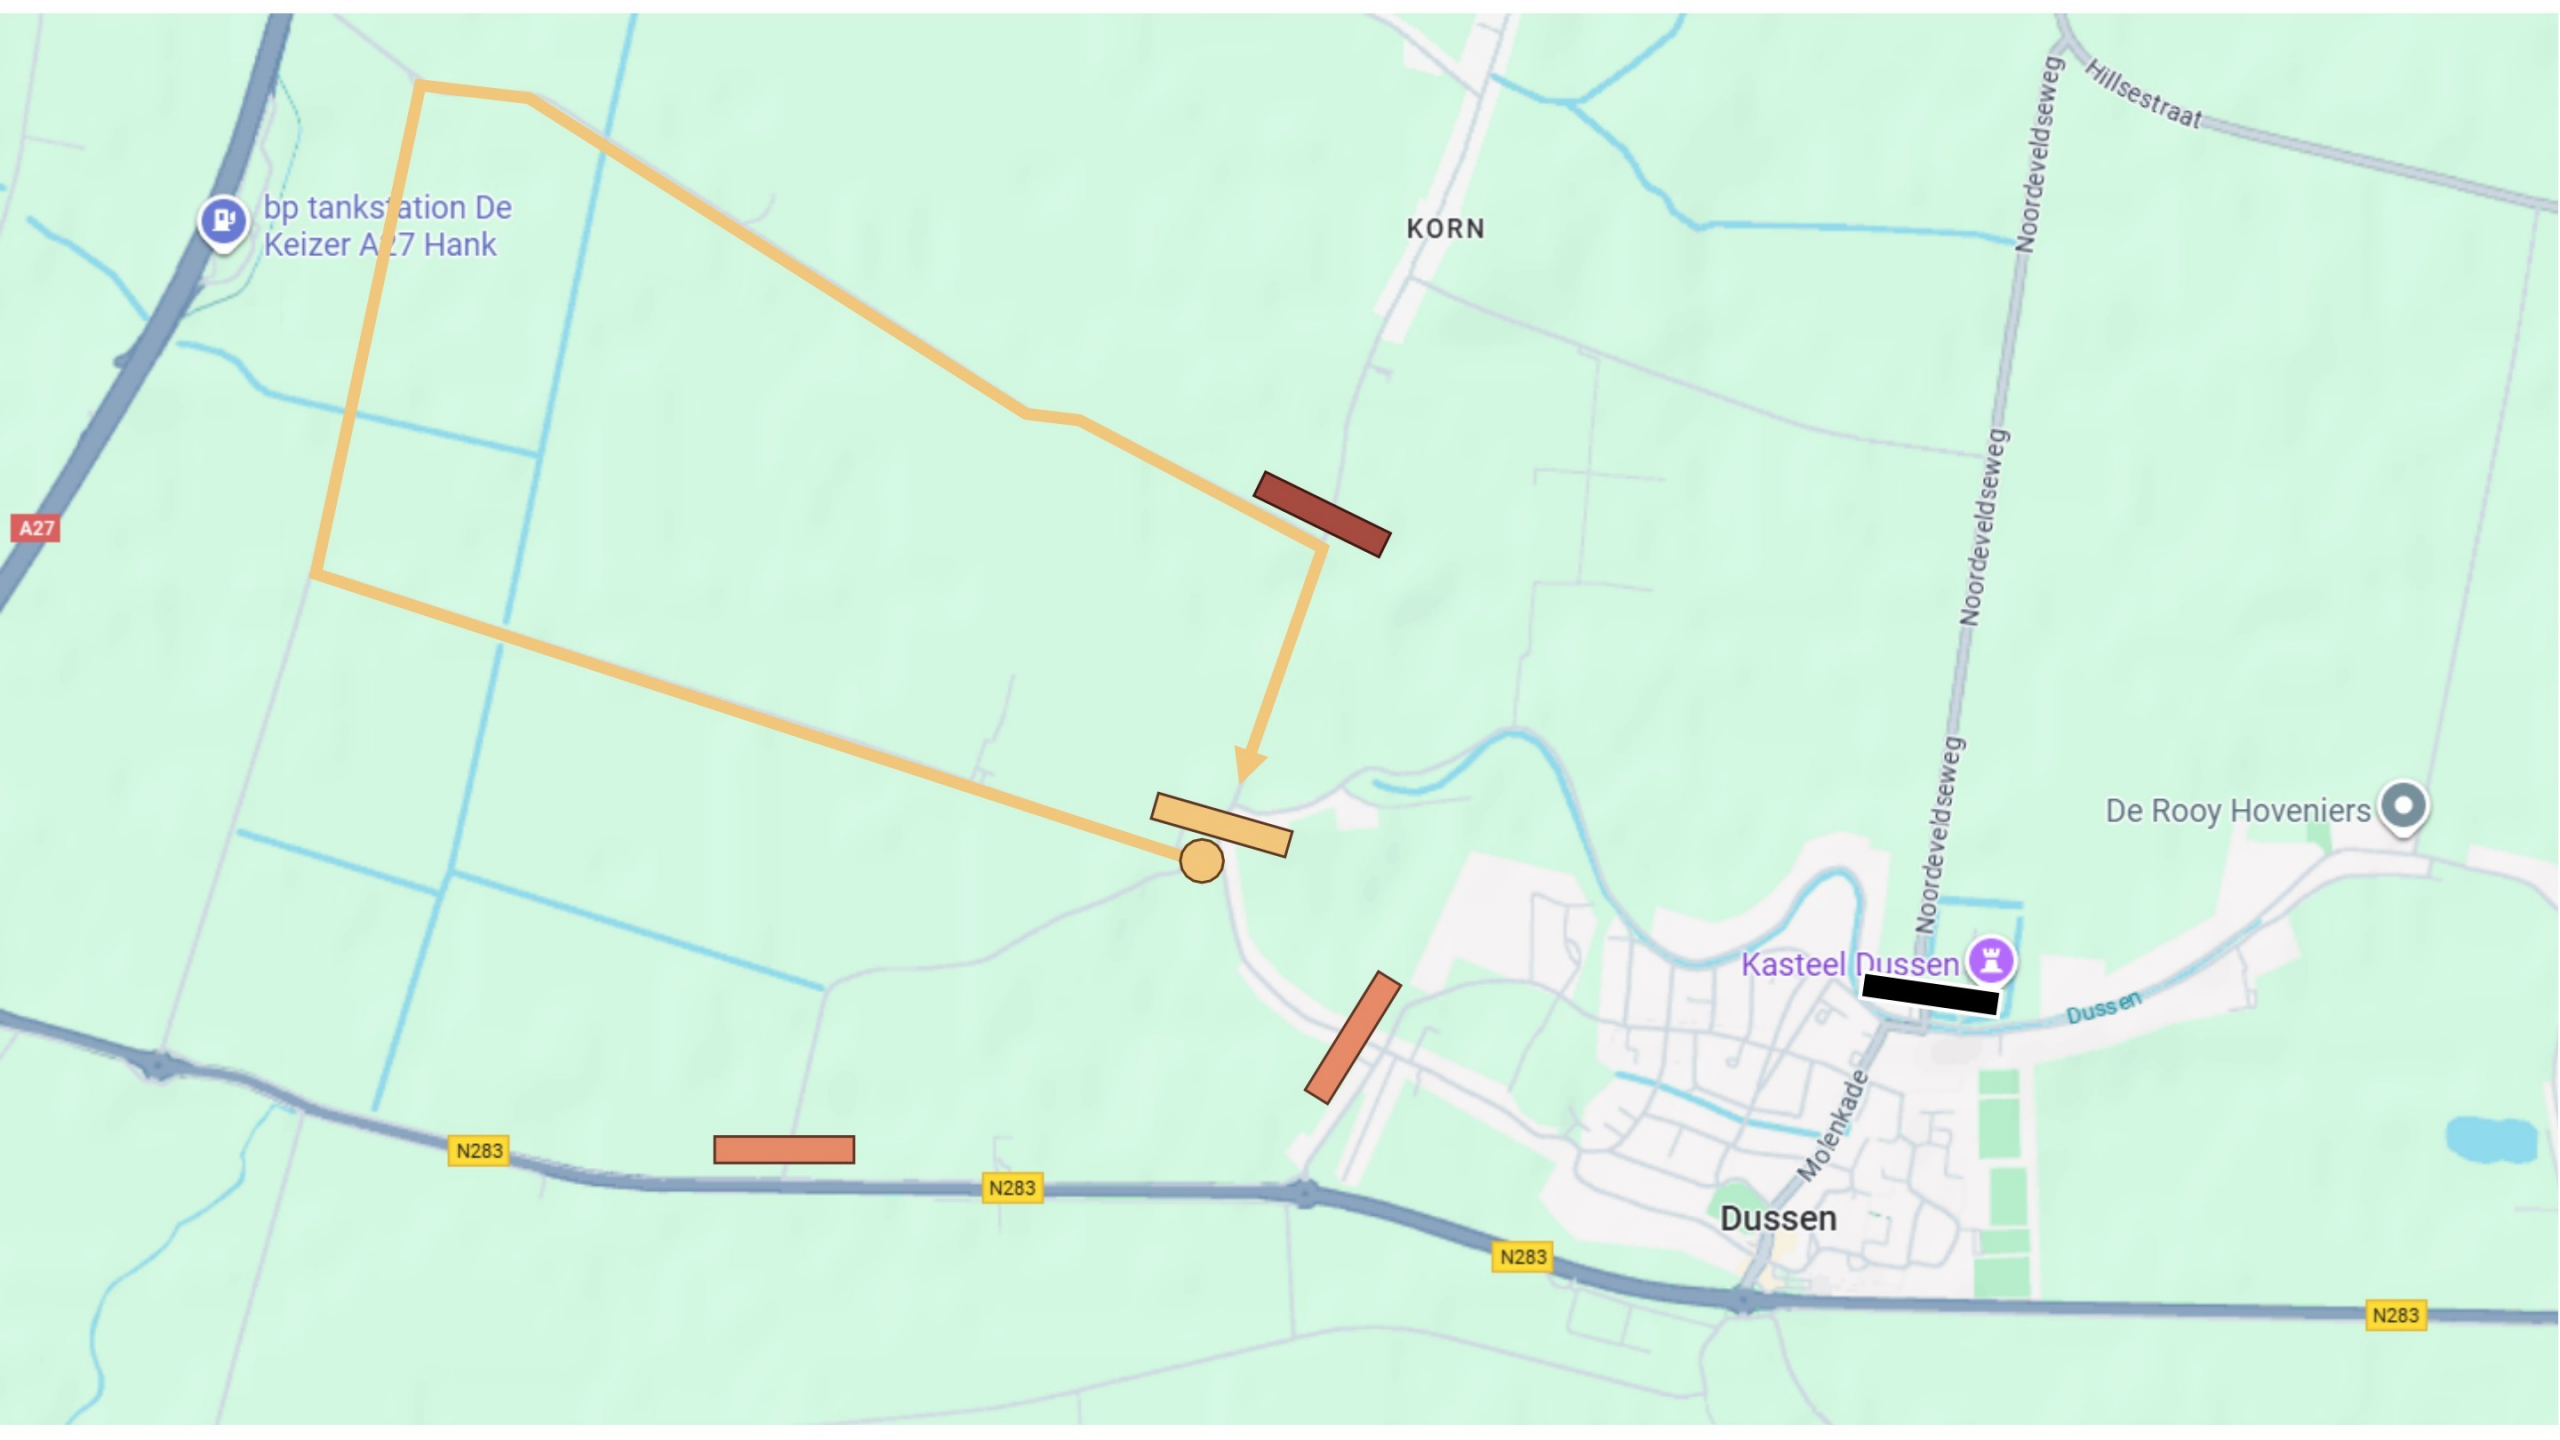 Hillsestraat
Noordeveldseweg
bp tankstation De
Keizer A27 Hank
KORN
A27
Noordeveldseweg
Noordeveldseweg
De Rooy Hoveniers
Kasteel Dussen
Dussen
Molenkade
N283
N283
Dussen
N283
N283